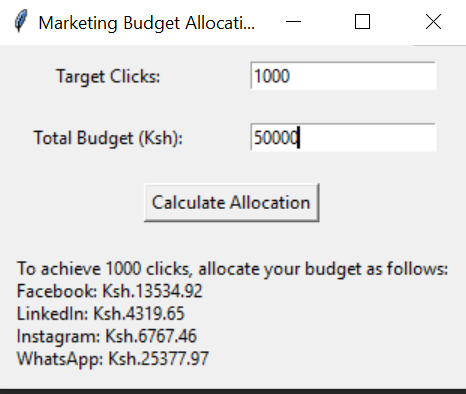 Marketing Budget Allocati...
Target Clicks: 1000
Total Budget (Ksh): 50000
Calculate Allocation
To achieve 1000 clicks, allocate your budget as follows:
Facebook: Ksh.13534.92
LinkedIn: Ksh.4319.65
Instagram: Ksh.6767.46
WhatsApp: Ksh.25377.97